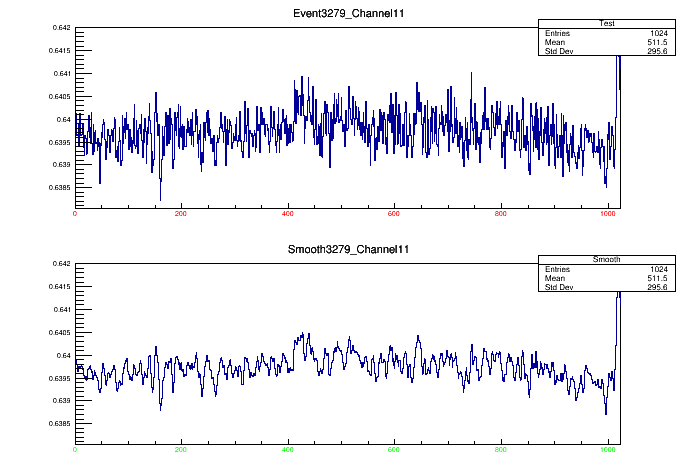 Event3279_Channel11
Test
Entries 1024
Mean 511.5
Std Dev 295.6
0.642
0.6415
0.641
0.6405
0.64
0.6395
0.639
0.6385
0 200 400 600 800 1000
Smooth3279_Channel11
Smooth
Entries 1024
Mean 511.5
Std Dev 295.6
0.642
0.6415
0.641
0.6405
0.64
0.6395
0.639
0.6385
0 200 400 600 800 1000